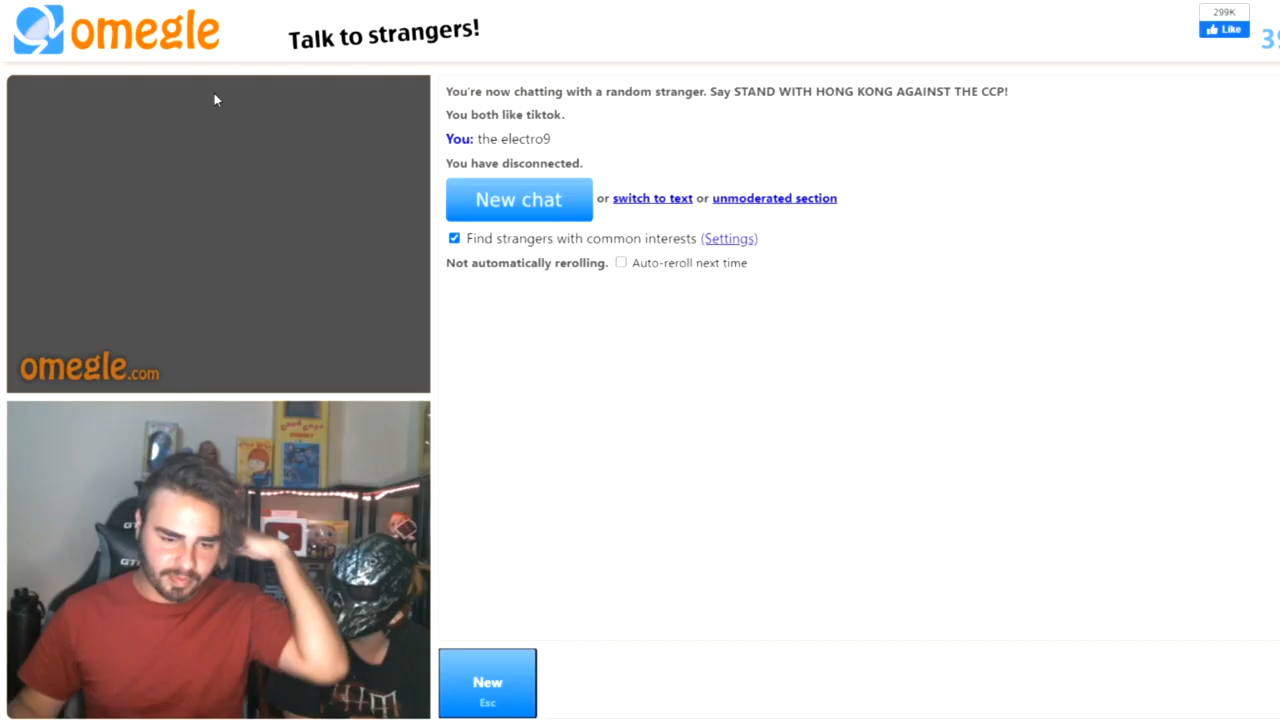 omegle
Talk to strangers!
299K
Like
39
You're now chatting with a random stranger. Say STAND WITH HONG KONG AGAINST THE CCP!
You both like tiktok.
You: the electro9
You have disconnected.
New chat or switch to text or unmoderated section
Find strangers with common interests (Settings)
Not automatically rerolling. Auto-reroll next time
omegle.com
New
Esc